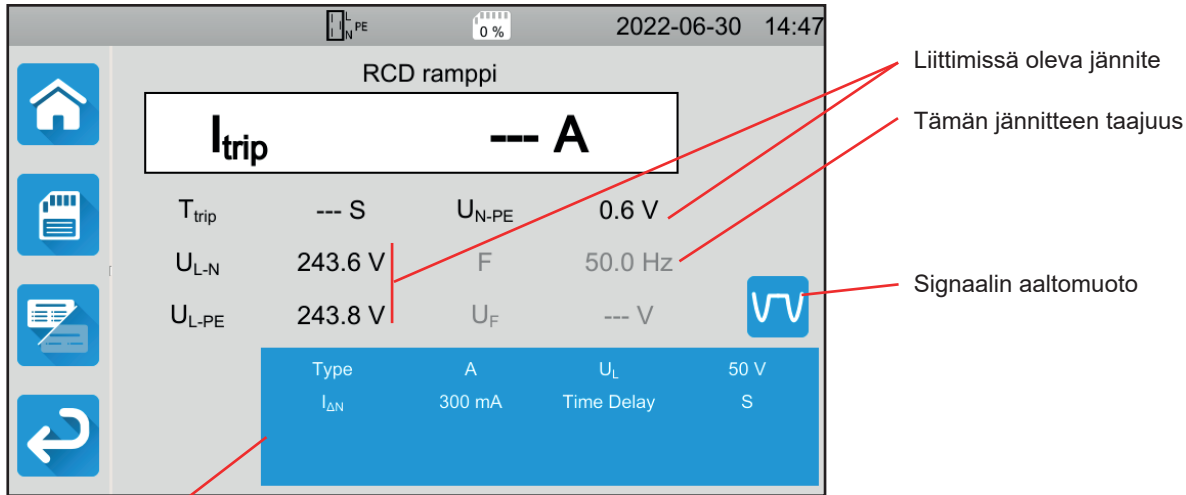 L
N PE
0 %
2022-06-30 14:47
RCD ramppi
Itrip --- A
Ttrip --- S UN-PE 0.6 V
UL-N 243.6 V F 50.0 Hz
UL-PE 243.8 V UF --- V
Type A UL 50 V
IΔN 300 mA Time Delay S
Liittimissä oleva jännite
Tämän jännitteen taajuus
Signaalin aaltomuoto